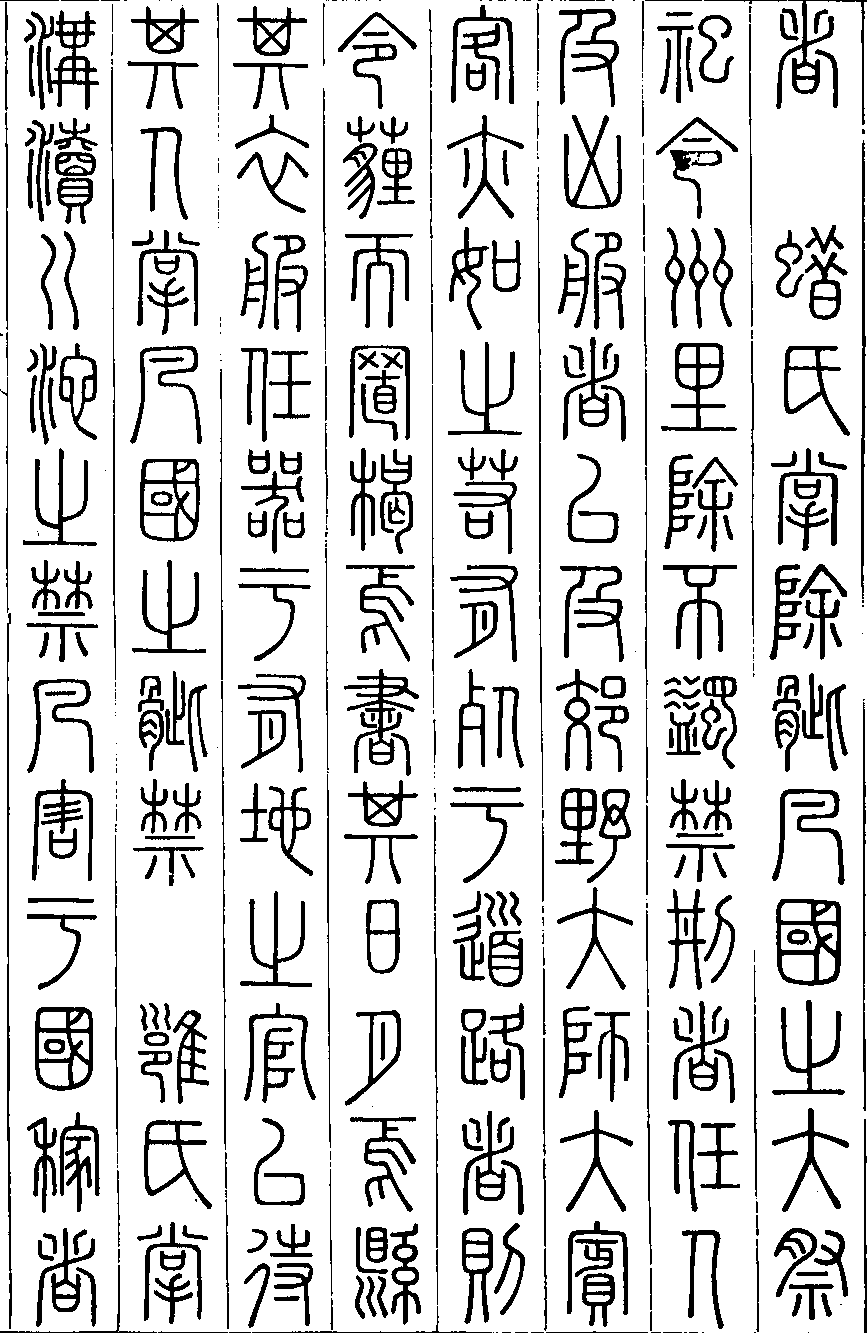 者　蜡氏掌除骴凡國之大祭
祀令州里除不蠲禁刑者任人
及凶服者以及郊野大師大賓
客亦如之若有死于道路者則
令薶而置楬焉書其日月焉縣
其衣服任器于有地之官以待
其人掌凡國之骴禁　雝氏掌
溝瀆巜池之禁凡害于國稼者